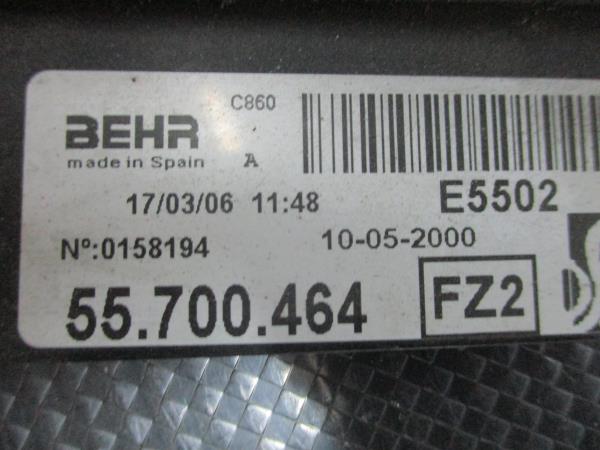 C860
BEHR
made in Spain A
17/03/06 11:48 E5502
Nº:0158194 10-05-2000
55.700.464 FZ2